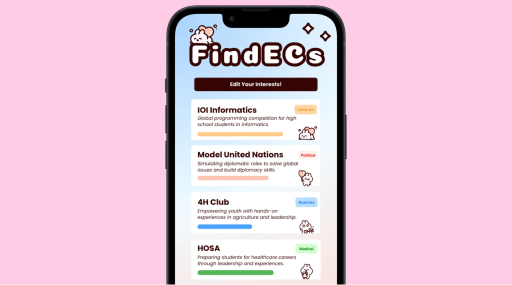 FindECs
Edit Your Interests!
IOI Informatics
Global programming competition for high
school students in informatics.
Model United Nations
Political
Simulating diplomatic roles to solve global
issues and build diplomacy skills.
4H Club
Business
Empowering youth with hands-on
experiences in agriculture and leadership.
HOSA
Medical
Preparing students for healthcare careers
through leadership and experiences.